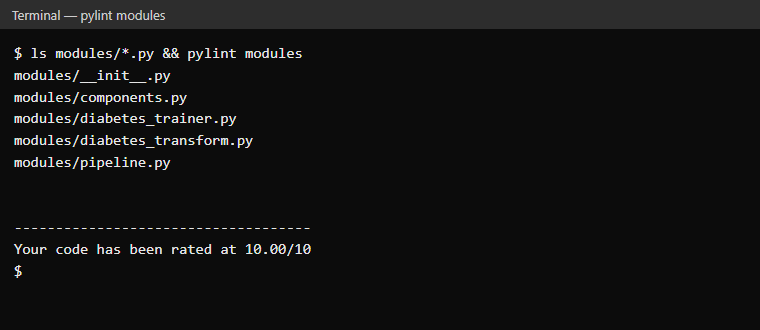 Terminal — pylint modules
$ ls modules/*.py && pylint modules
modules/__init__.py
modules/components.py
modules/diabetes_trainer.py
modules/diabetes_transform.py
modules/pipeline.py
------------------------------------
Your code has been rated at 10.00/10
$